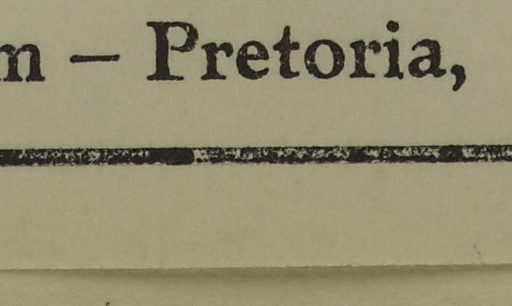 m – Pretoria,